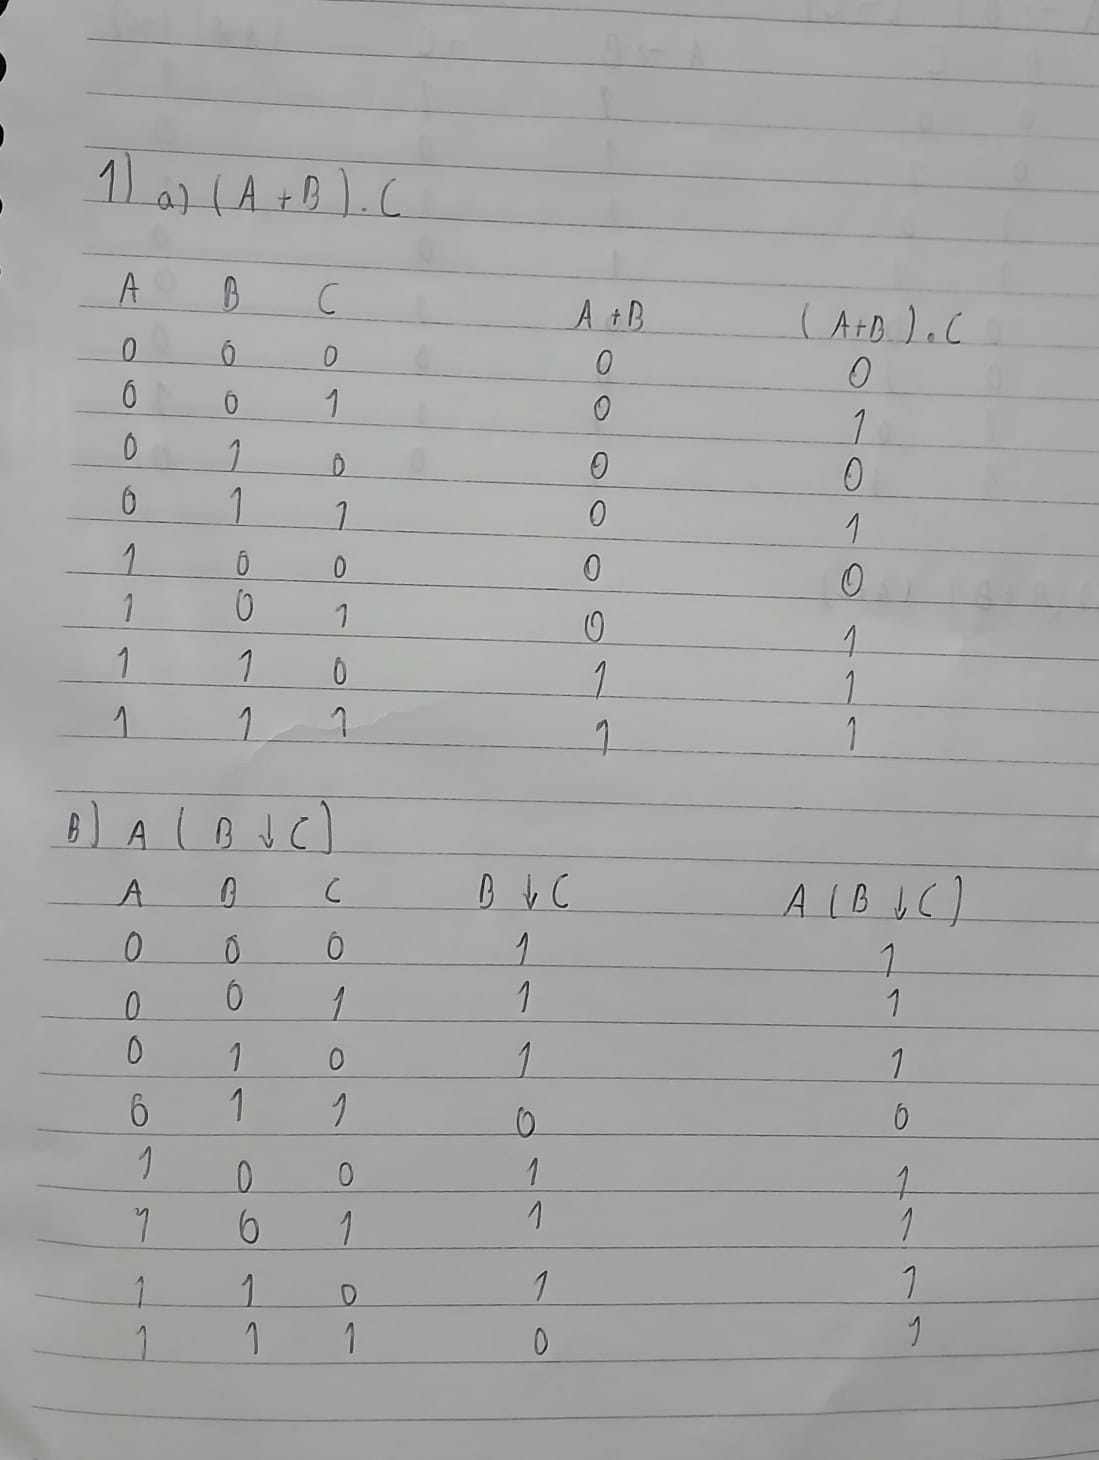 1) a) (A + B) . C
A B C A + B (A+B) . C
0 0 0 0 0
0 0 1 0 1
0 1 0 0 0
0 1 1 0 1
1 0 0 0 0
1 0 1 0 1
1 1 0 1 1
1 1 1 1 1
B) A (B ↓ C)
A B C B ↓ C A (B ↓ C)
0 0 0 1 1
0 0 1 1 1
0 1 0 1 1
0 1 1 0 0
1 0 0 1 1
1 0 1 1 1
1 1 0 1 1
1 1 1 0 1